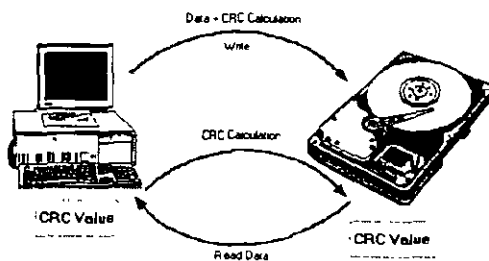 Data + CRC Calculation
Write
CRC Calculation
CRC Value
CRC Value
Read Data